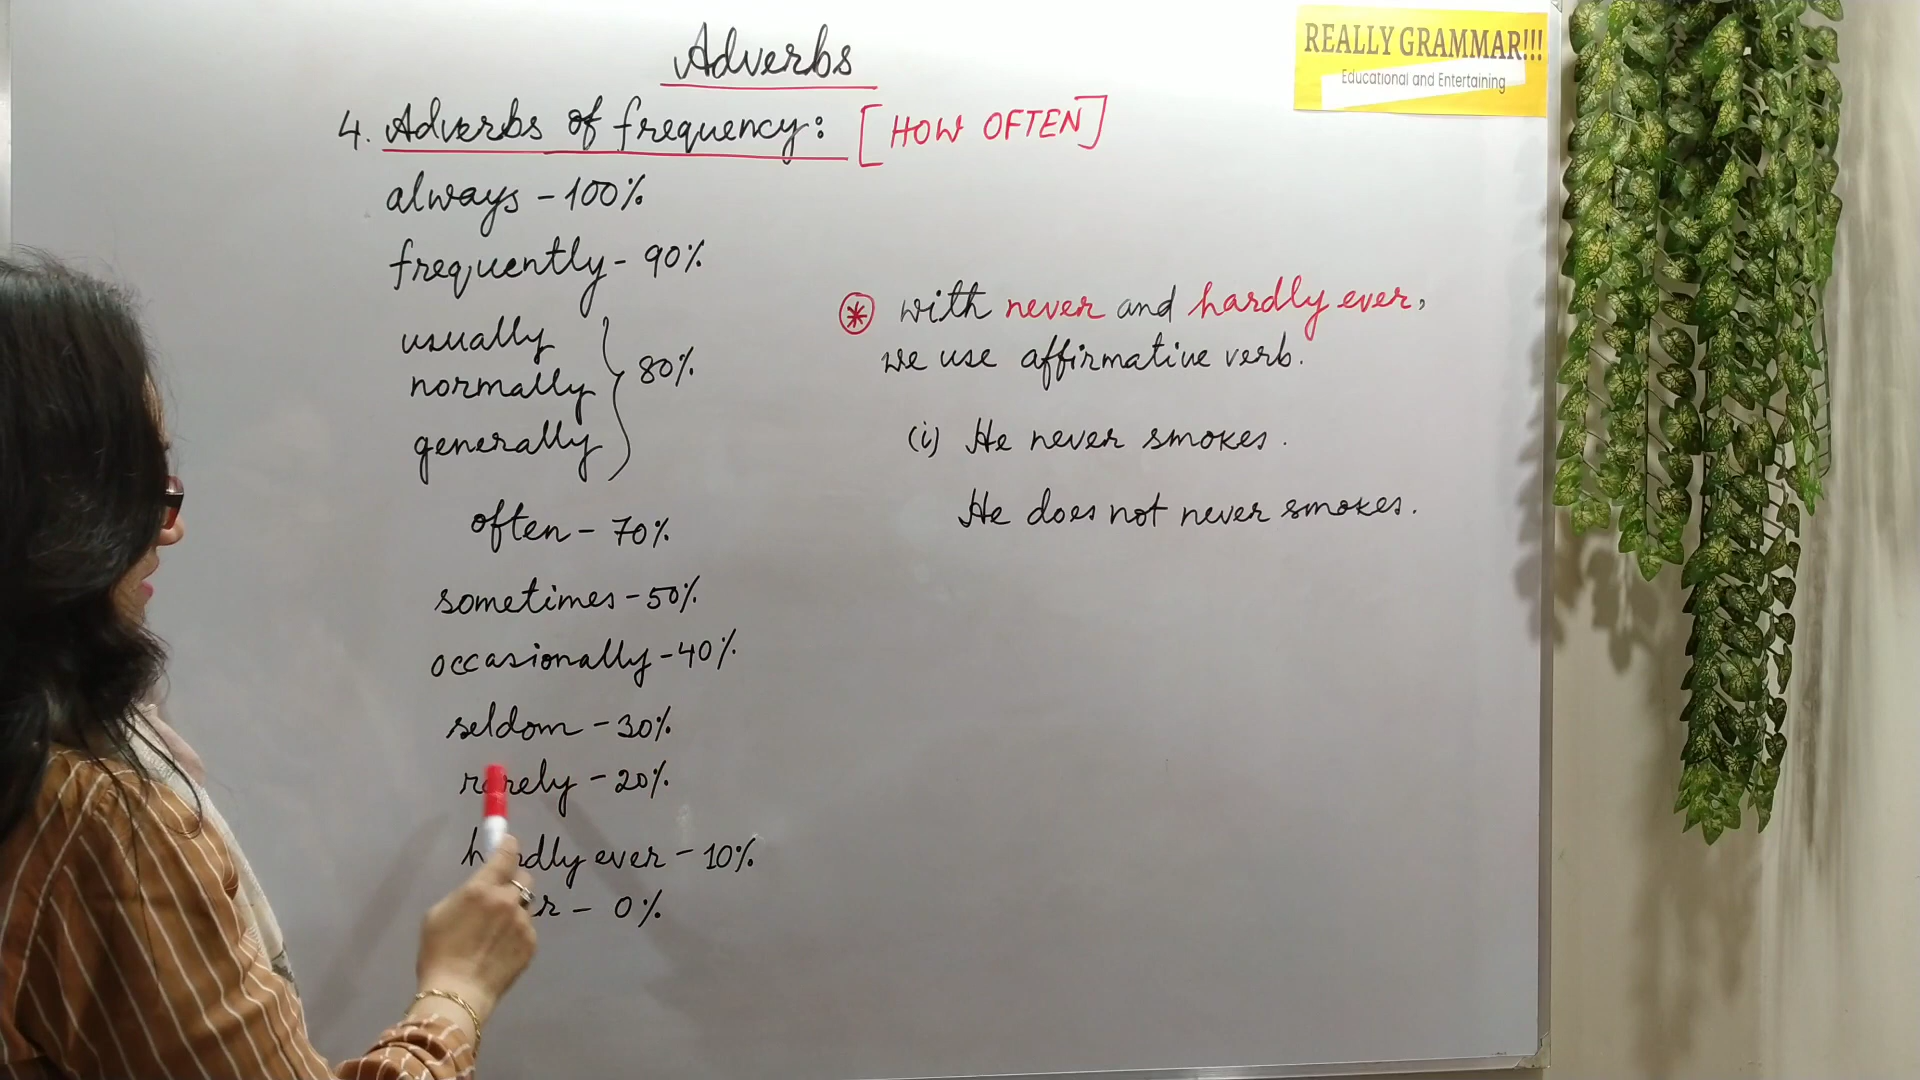 Adverbs
REALLY GRAMMAR!!!
Educational and Entertaining
4. Adverbs of frequency: [HOW OFTEN]
always - 100%
frequently - 90%
usually
normally
generally
80%
often - 70%
sometimes - 50%
occasionally - 40%
seldom - 30%
rarely - 20%
hardly ever - 10%
- 0%
* with never and hardly ever,
we use affirmative verb.
(i) He never smokes.
He does not never smokes.